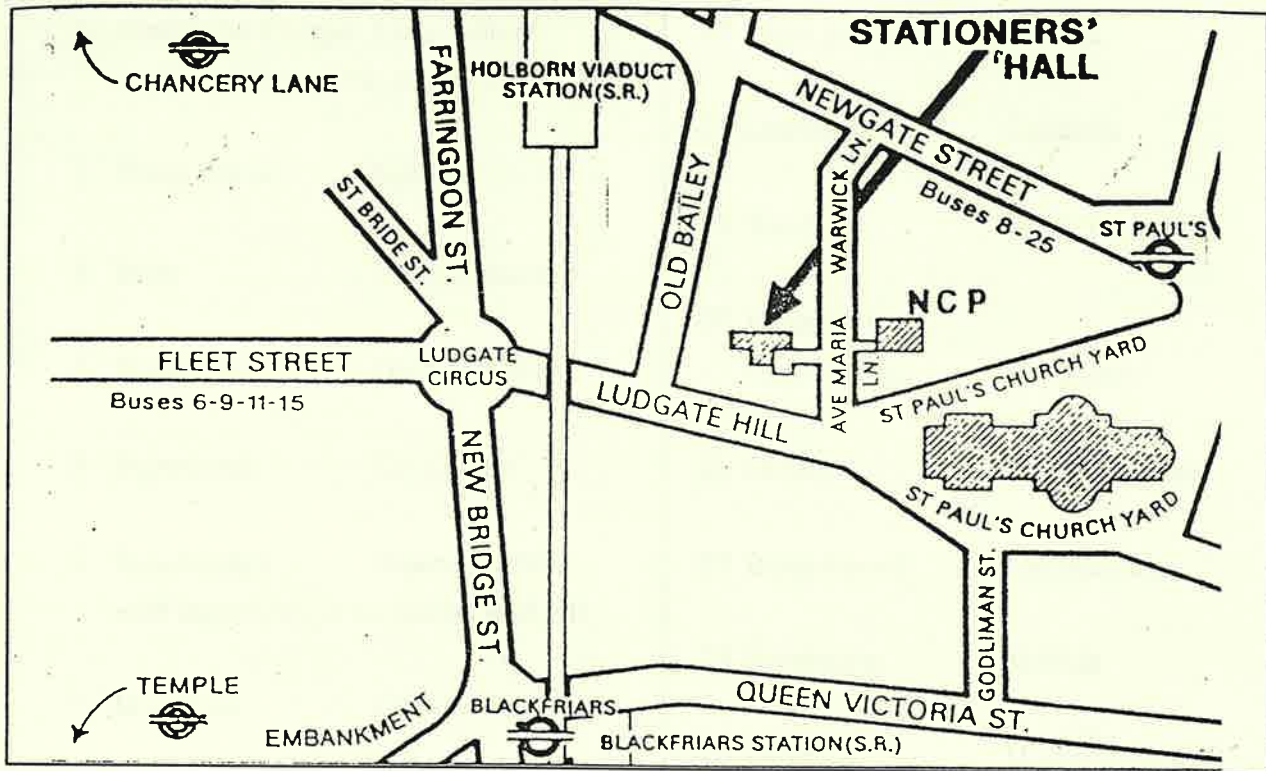 STATIONERS'
'HALL
CHANCERY LANE
FARRINGDON ST.
HOLBORN VIADUCT
STATION(S.R.)
NEWGATE STREET
Buses 8-25
ST PAUL'S
ST BRIDE ST.
OLD BAILEY
WARWICK LN.
NCP
FLEET STREET
Buses 6-9-11-15
LUDGATE
CIRCUS
LUDGATE HILL
AVE MARIA
LN.
ST PAUL'S CHURCH YARD
ST PAUL'S CHURCH YARD
NEW BRIDGE ST.
GODLIMAN ST.
TEMPLE
EMBANKMENT
BLACKFRIARS
QUEEN VICTORIA ST.
BLACKFRIARS STATION(S.R.)